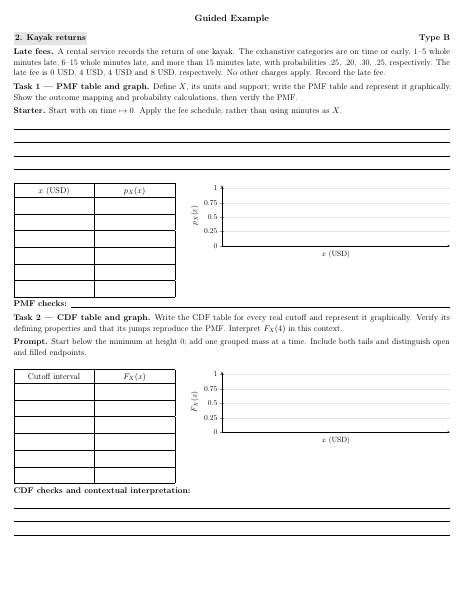 Guided Example
2. Kayak returns Type B
Late fees. A rental service records the return of one kayak. The exhaustive categories are on time or early, 1–5 whole
minutes late, 6–15 whole minutes late, and more than 15 minutes late, with probabilities .25, .20, .30, .25, respectively. The
late fee is 0 USD, 4 USD, 4 USD and 8 USD, respectively. No other charges apply. Record the late fee.
Task 1 — PMF table and graph. Define X, its units and support; write the PMF table and represent it graphically.
Show the outcome mapping and probability calculations, then verify the PMF.
Starter. Start with on time ↦ 0. Apply the fee schedule, rather than using minutes as X.
x (USD) pX(x)
pX(x)
1
0.75
0.5
0.25
0
x (USD)
PMF checks:
Task 2 — CDF table and graph. Write the CDF table for every real cutoff and represent it graphically. Verify its
defining properties and that its jumps reproduce the PMF. Interpret FX(4) in this context.
Prompt. Start below the minimum at height 0; add one grouped mass at a time. Include both tails and distinguish open
and filled endpoints.
Cutoff interval FX(x)
FX(x)
1
0.75
0.5
0.25
0
x (USD)
CDF checks and contextual interpretation: